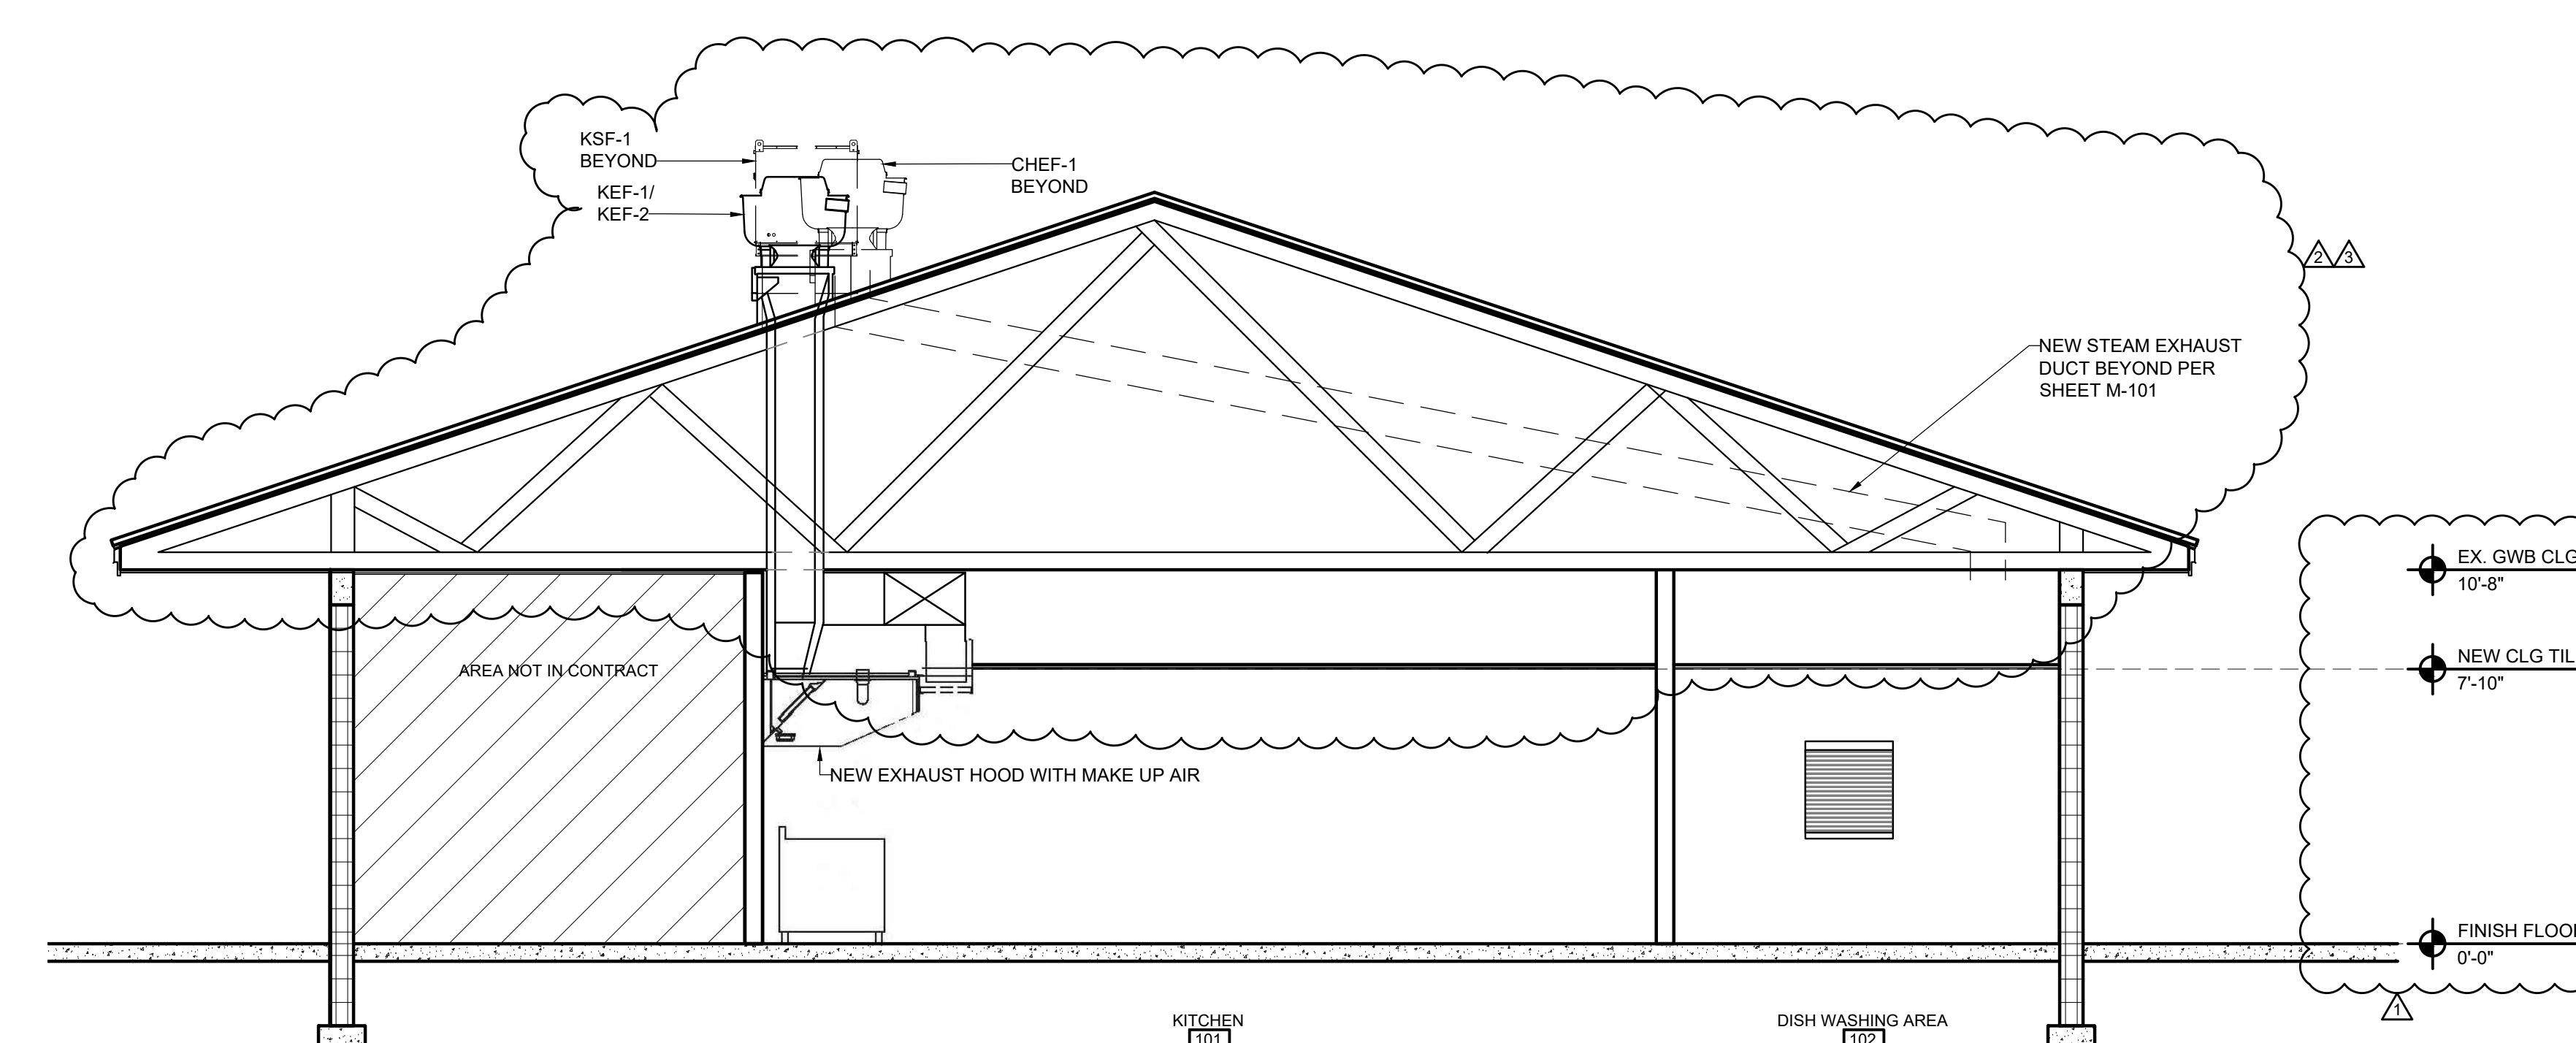 KSF-1
BEYOND
KEF-1/
KEF-2
CHEF-1
BEYOND
2 3
NEW STEAM EXHAUST
DUCT BEYOND PER
SHEET M-101
EX. GWB CLG
10'-8"
AREA NOT IN CONTRACT
NEW CLG TIL
7'-10"
NEW EXHAUST HOOD WITH MAKE UP AIR
FINISH FLOOR
0'-0"
1
KITCHEN
101
DISH WASHING AREA
102